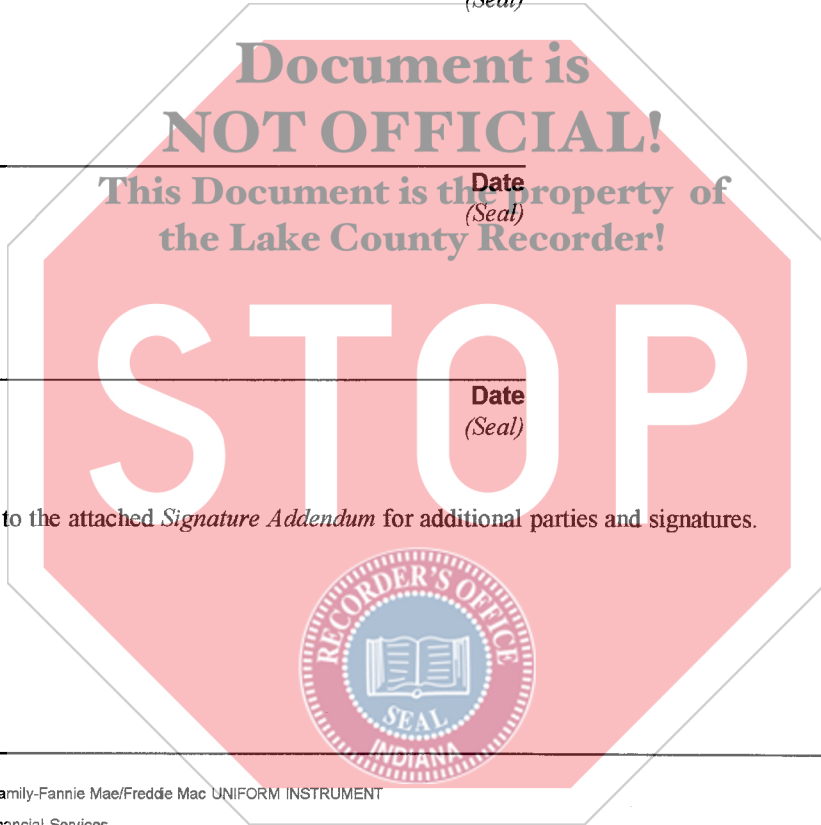 (Seal)
Document is
NOT OFFICIAL!
Date
This Document is the property of
(Seal)
the Lake County Recorder!
STOP
Date
(Seal)
to the attached Signature Addendum for additional parties and signatures.
RECORDER'S OFFICE
SEAL
INDIANA
amily-Fannie Mae/Freddie Mac UNIFORM INSTRUMENT
nancial Services